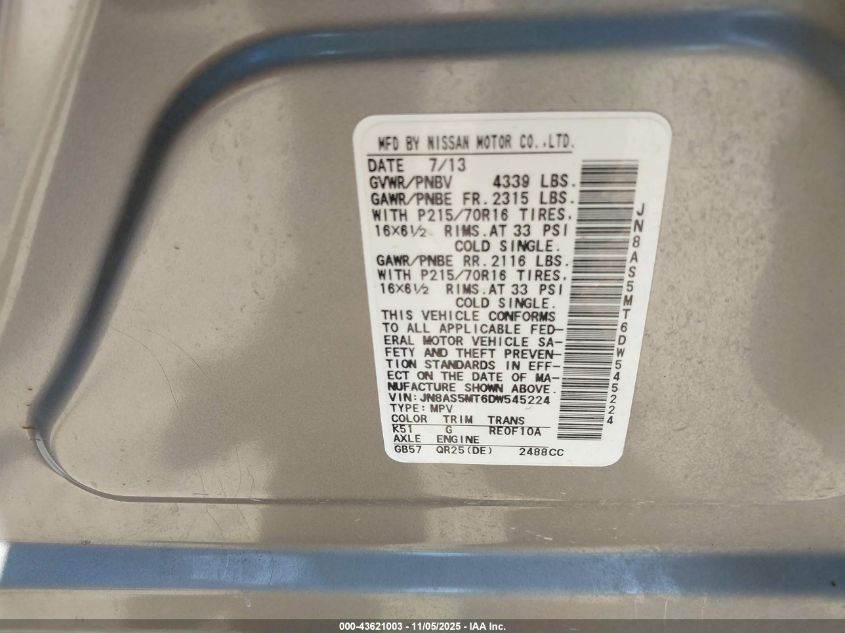 MFD BY NISSAN MOTOR CO.,LTD.
DATE 7/13
GVWR/PNBV 4339 LBS.
GAWR/PNBE FR. 2315 LBS.
WITH P215/70R16 TIRES,
16×6½ RIMS.AT 33 PSI
COLD SINGLE.
GAWR/PNBE RR. 2116 LBS.
WITH P215/70R16 TIRES,
16×6½ RIMS.AT 33 PSI
COLD SINGLE.
THIS VEHICLE CONFORMS
TO ALL APPLICABLE FED-
ERAL MOTOR VEHICLE SA-
FETY AND THEFT PREVEN-
TION STANDARDS IN EFF-
ECT ON THE DATE OF MA-
NUFACTURE SHOWN ABOVE.
VIN: JN8AS5MT6DW545224
TYPE: MPV
COLOR TRIM TRANS
K51 G RE0F10A
AXLE ENGINE
GB57 QR25(DE) 2488CC
JN8AS5MT6DW545224
000-43621003 - 11/05/2025 - IAA Inc.